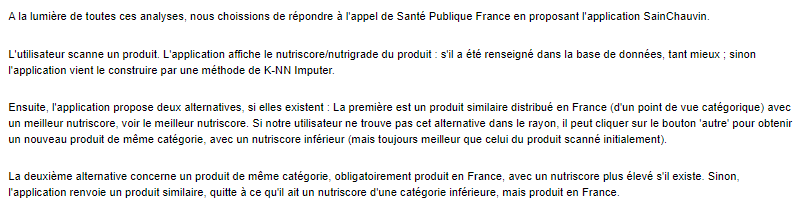 A la lumière de toutes ces analyses, nous choissions de répondre à l'appel de Santé Publique France en proposant l'application SainChauvin.
L'utilisateur scanne un produit. L'application affiche le nutriscore/nutrigrade du produit : s'il a été renseigné dans la base de données, tant mieux ; sinon
l'application vient le construire par une méthode de K-NN Imputer.
Ensuite, l'application propose deux alternatives, si elles existent : La première est un produit similaire distribué en France (d'un point de vue catégorique) avec
un meilleur nutriscore, voir le meilleur nutriscore. Si notre utilisateur ne trouve pas cet alternative dans le rayon, il peut cliquer sur le bouton 'autre' pour obtenir
un nouveau produit de même catégorie, avec un nutriscore inférieur (mais toujours meilleur que celui du produit scanné initialement).
La deuxième alternative concerne un produit de même catégorie, obligatoirement produit en France, avec un nutriscore plus élevé s'il existe. Sinon,
l'application renvoie un produit similaire, quitte à ce qu'il ait un nutriscore d'une catégorie inférieure, mais produit en France.